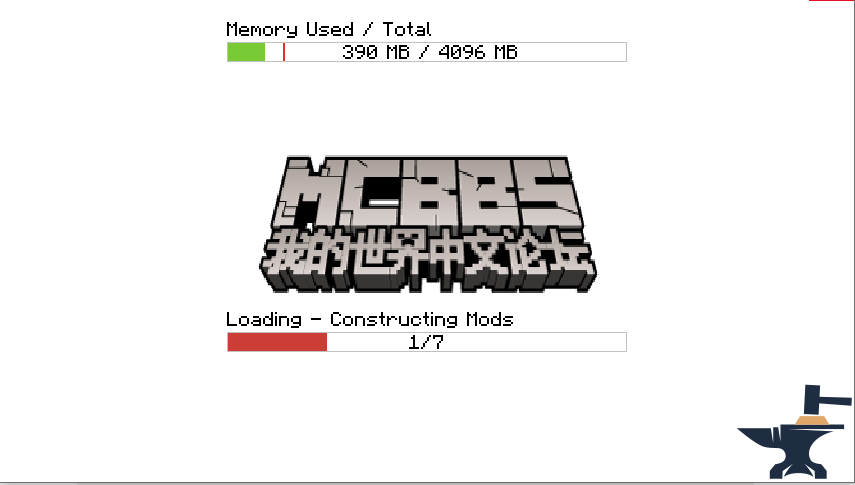 Memory Used / Total
390 MB / 4096 MB
MCBBS
我的世界中文论坛
Loading - Constructing Mods
1/7